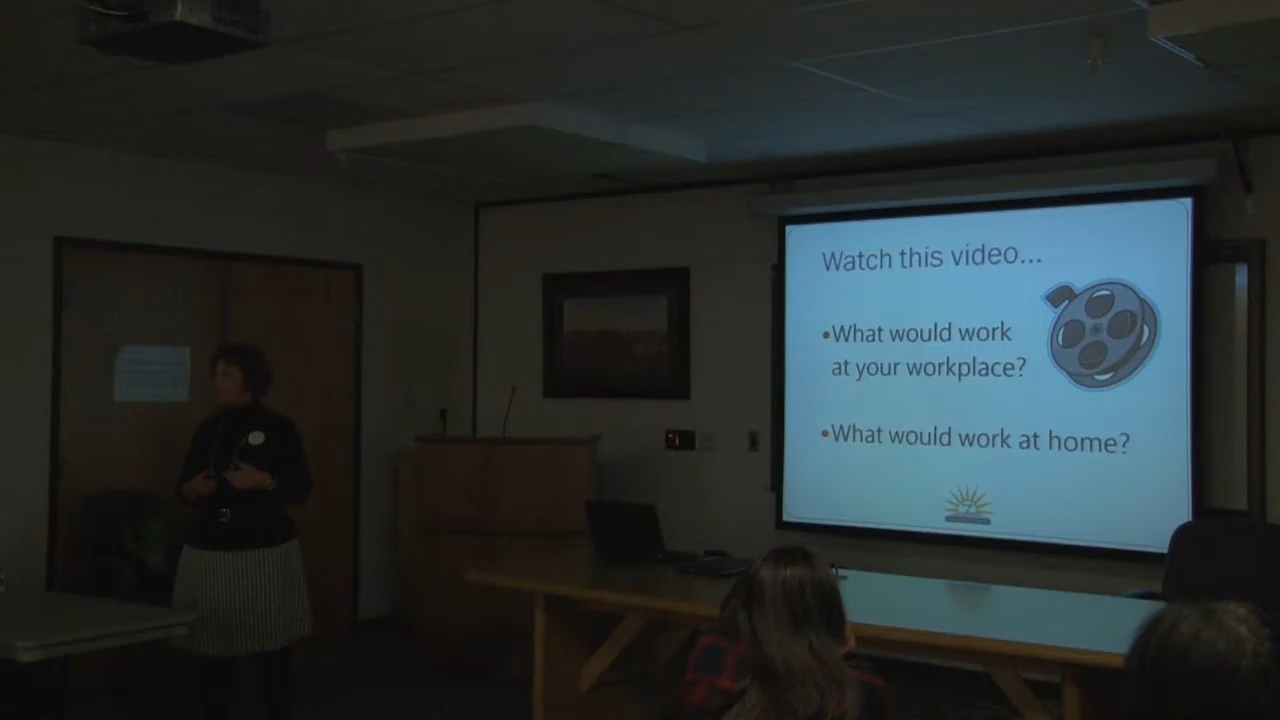 Watch this video...
•What would work
at your workplace?
•What would work at home?